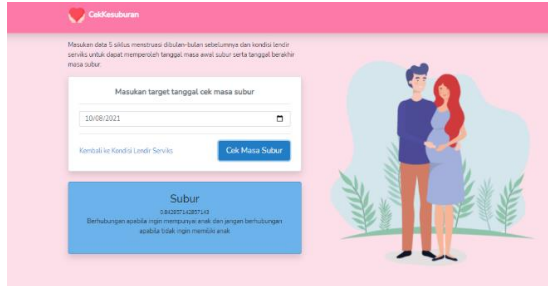 CekKesuburan
Masukan data 5 siklus menstruasi dibulan-bulan sebelumnya dan kondisi lendir
serviks untuk dapat memperoleh tanggal masa awal subur serta tanggal berakhir
masa subur.
Masukan target tanggal cek masa subur
10/08/2021
Kembali ke Kondisi Lendir Serviks
Cek Masa Subur
Subur
Berhubungan apabila ingin mempunyai anak dan jangan berhubungan
apabila tidak ingin memiliki anak